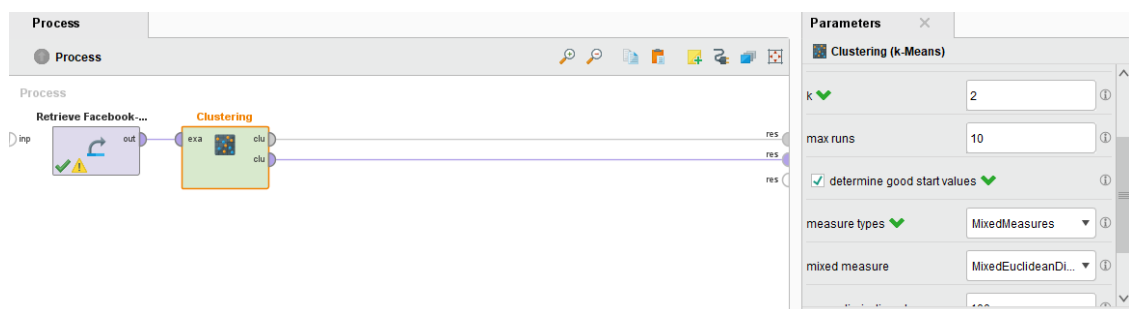 Process
Process
Process
Retrieve Facebook-...
Clustering
inp
out
exa
clu
clu
res
res
res
Parameters
Clustering (k-Means)
k
2
max runs
10
determine good start values
measure types
MixedMeasures
mixed measure
MixedEuclideanDi...